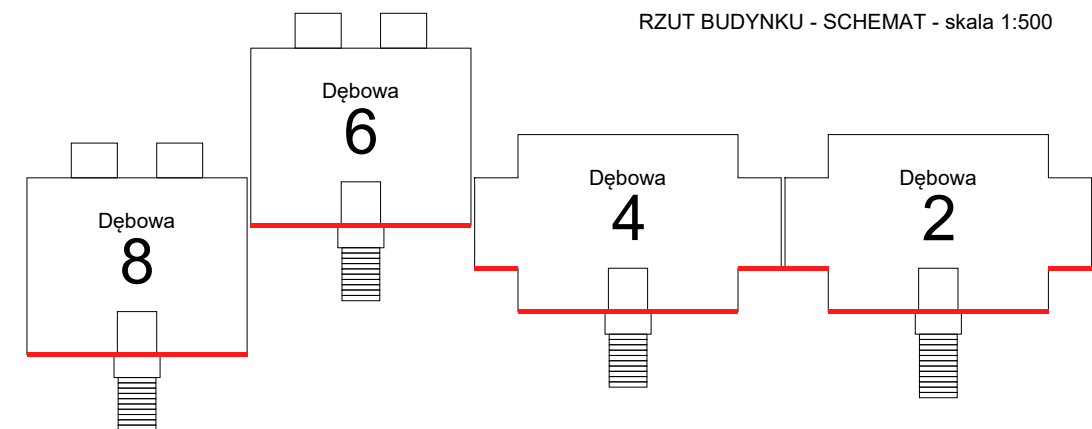 RZUT BUDYNKU - SCHEMAT - skala 1:500
Dębowa
6
Dębowa
4
Dębowa
2
Dębowa
8